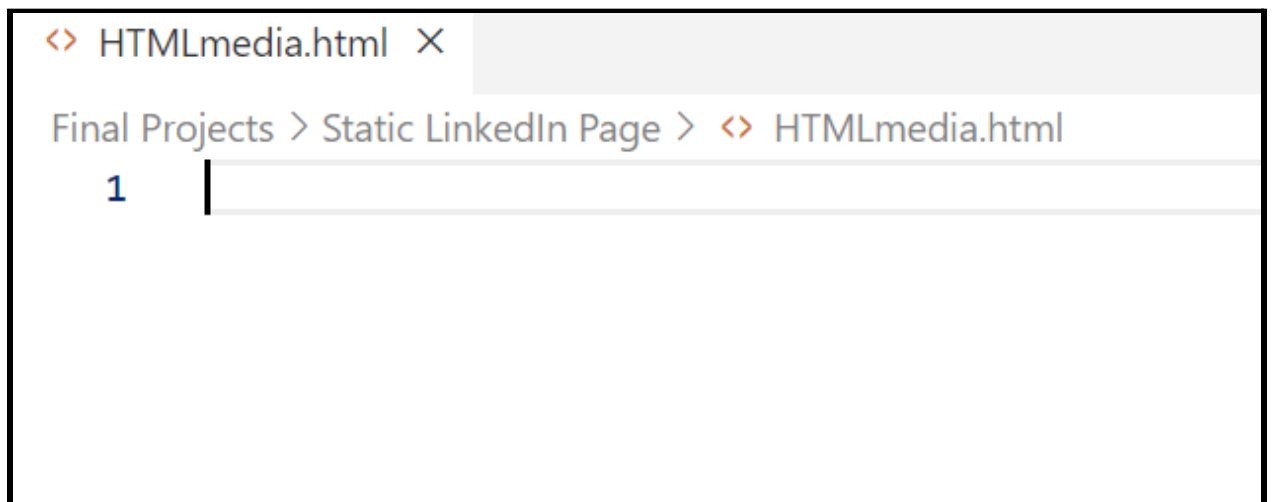 <> HTMLmedia.html ×
Final Projects > Static LinkedIn Page > <> HTMLmedia.html
1